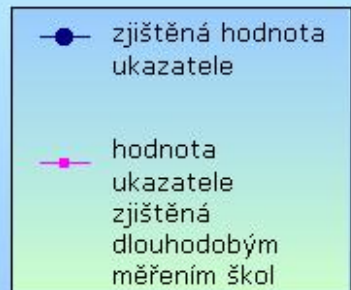 zjištěná hodnota
ukazatele
hodnota
ukazatele
zjištěná
dlouhodobým
měřením škol